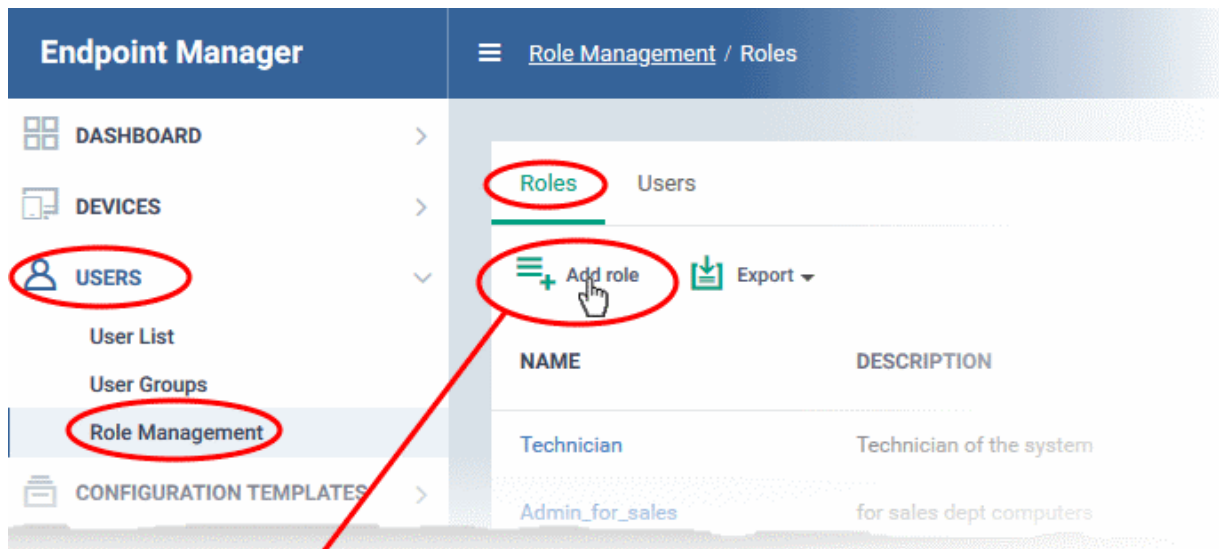 Endpoint Manager
Role Management / Roles
DASHBOARD
DEVICES
USERS
User List
User Groups
Role Management
CONFIGURATION TEMPLATES
Roles Users
Add role Export
NAME DESCRIPTION
Technician Technician of the system
Admin_for_sales for sales dept computers